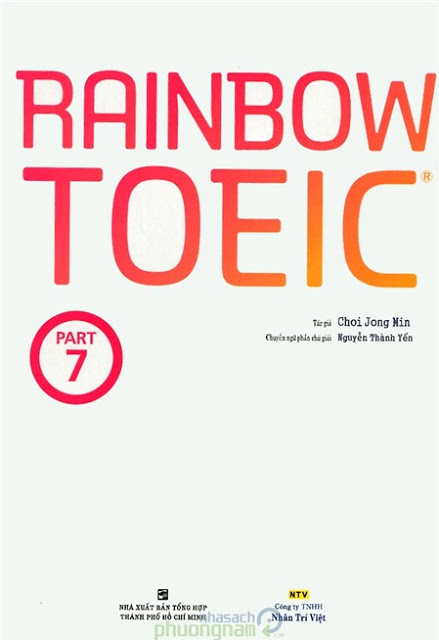 RAINBOW
TOEIC®
PART
7
Tác giả Choi Jong Min
Chuyển ngữ phần chú giải Nguyễn Thành Yến
NHÀ XUẤT BẢN TỔNG HỢP
THÀNH PHỐ HỒ CHÍ MINH
nhasach
phuongnam
NTV
Công ty TNHH
Nhân Trí Việt